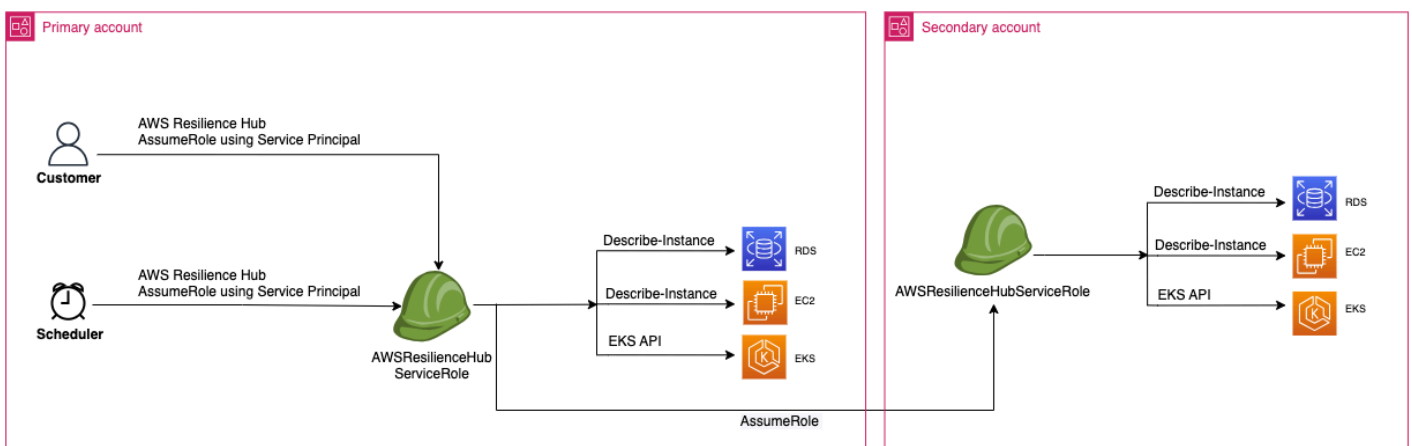 Primary account
AWS Resilience Hub
AssumeRole using Service Principal
Customer
AWS Resilience Hub
AssumeRole using Service Principal
Scheduler
AWSResilienceHub
ServiceRole
Describe-Instance
RDS
Describe-Instance
EC2
EKS API
EKS
AssumeRole
Secondary account
AWSResilienceHubServiceRole
Describe-Instance
RDS
Describe-Instance
EC2
EKS API
EKS